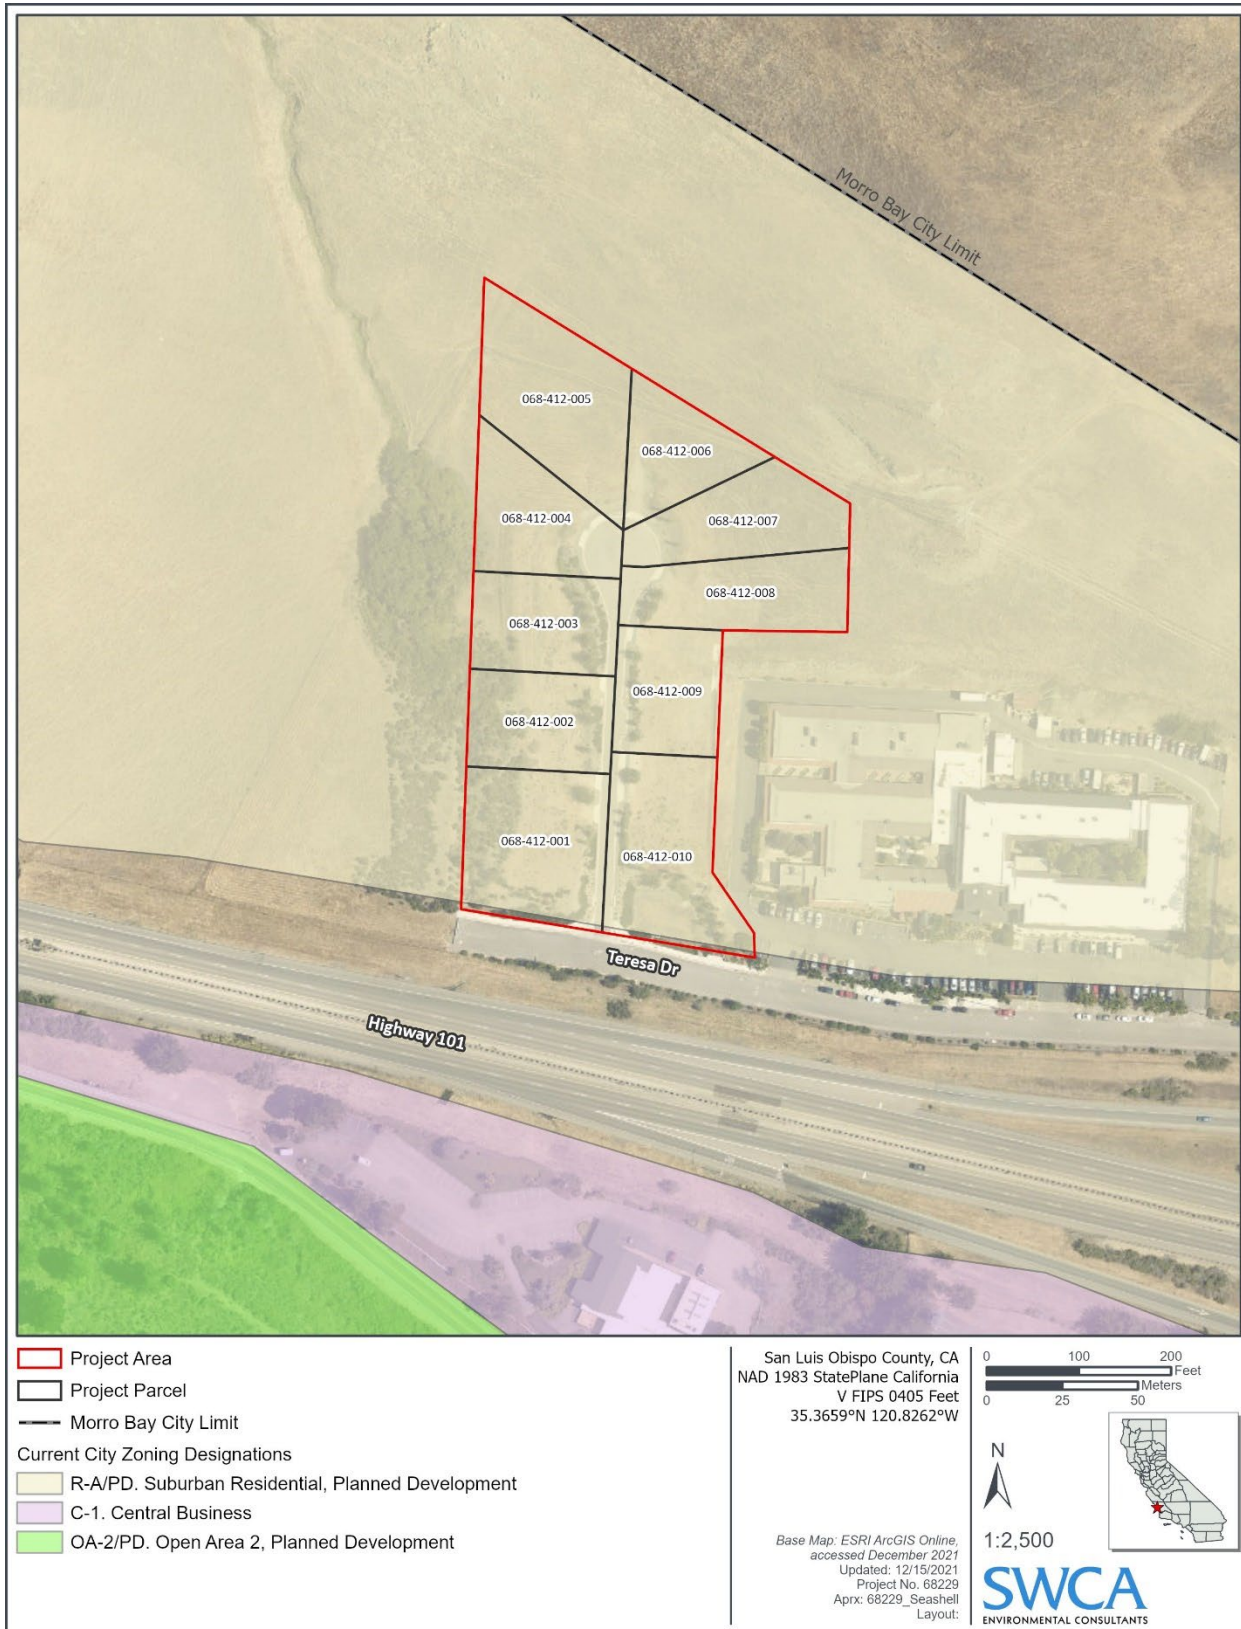 Morro Bay City Limit
068-412-005
068-412-006
068-412-004
068-412-007
068-412-008
068-412-003
068-412-009
068-412-002
068-412-001
068-412-010
Teresa Dr
Highway 101
Project Area
Project Parcel
Morro Bay City Limit
Current City Zoning Designations
R-A/PD. Suburban Residential, Planned Development
C-1. Central Business
OA-2/PD. Open Area 2, Planned Development
San Luis Obispo County, CA
NAD 1983 StatePlane California
V FIPS 0405 Feet
35.3659°N 120.8262°W
Base Map: ESRI ArcGIS Online,
accessed December 2021
Updated: 12/15/2021
Project No. 68229
Aprx: 68229_Seashell
Layout:
0 100 200
Feet
Meters
0 25 50
N
1:2,500
SWCA
ENVIRONMENTAL CONSULTANTS